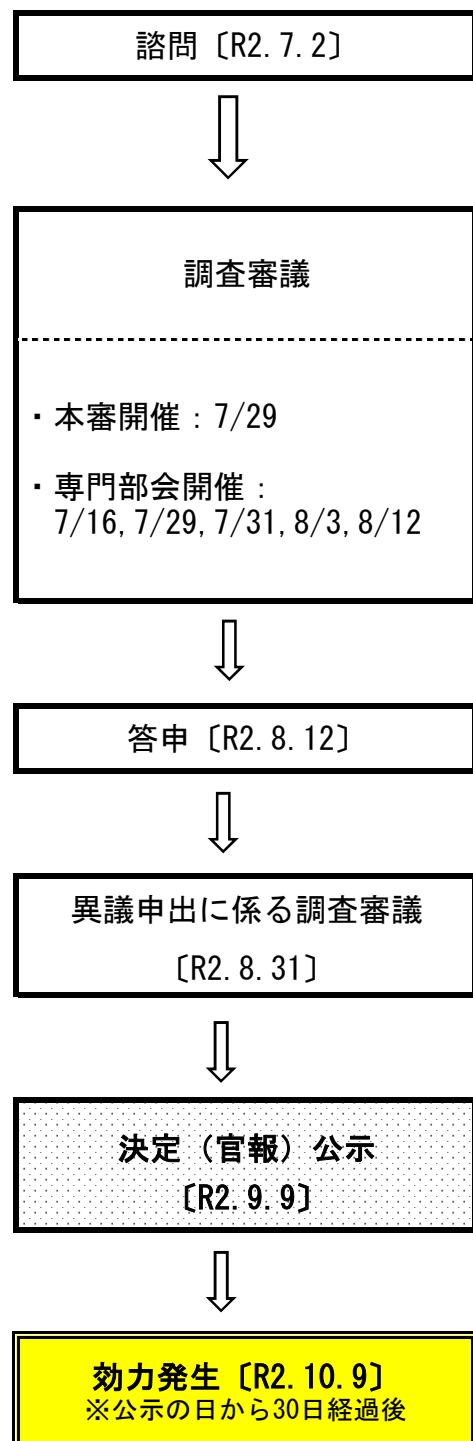 諮問〔R2.7.2〕
調査審議
・本審開催：7/29
・専門部会開催：
7/16,7/29,7/31,8/3,8/12
答申〔R2.8.12〕
異議申出に係る調査審議
〔R2.8.31〕
決定（官報）公示
〔R2.9.9〕
効力発生〔R2.10.9〕
※公示の日から30日経過後